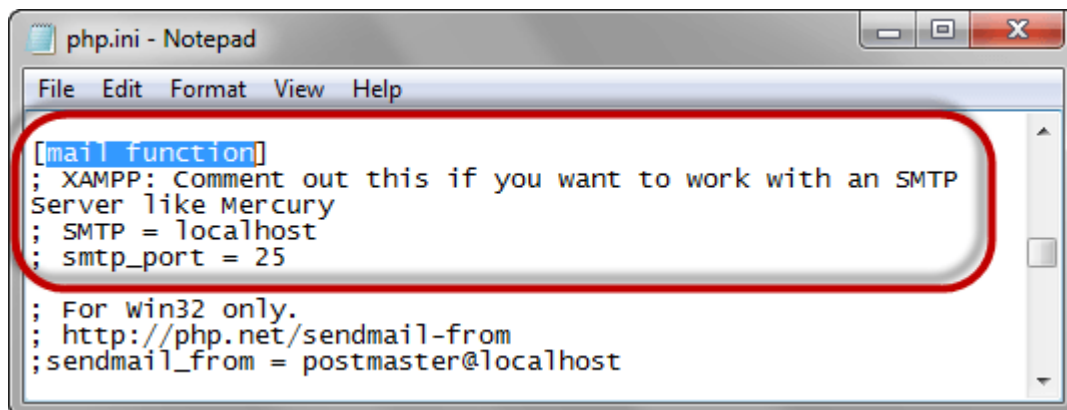 php.ini - Notepad
File Edit Format View Help
[mail function]
; XAMPP: Comment out this if you want to work with an SMTP
Server like Mercury
; SMTP = localhost
; smtp_port = 25
; For Win32 only.
; http://php.net/sendmail-from
;sendmail_from = postmaster@localhost